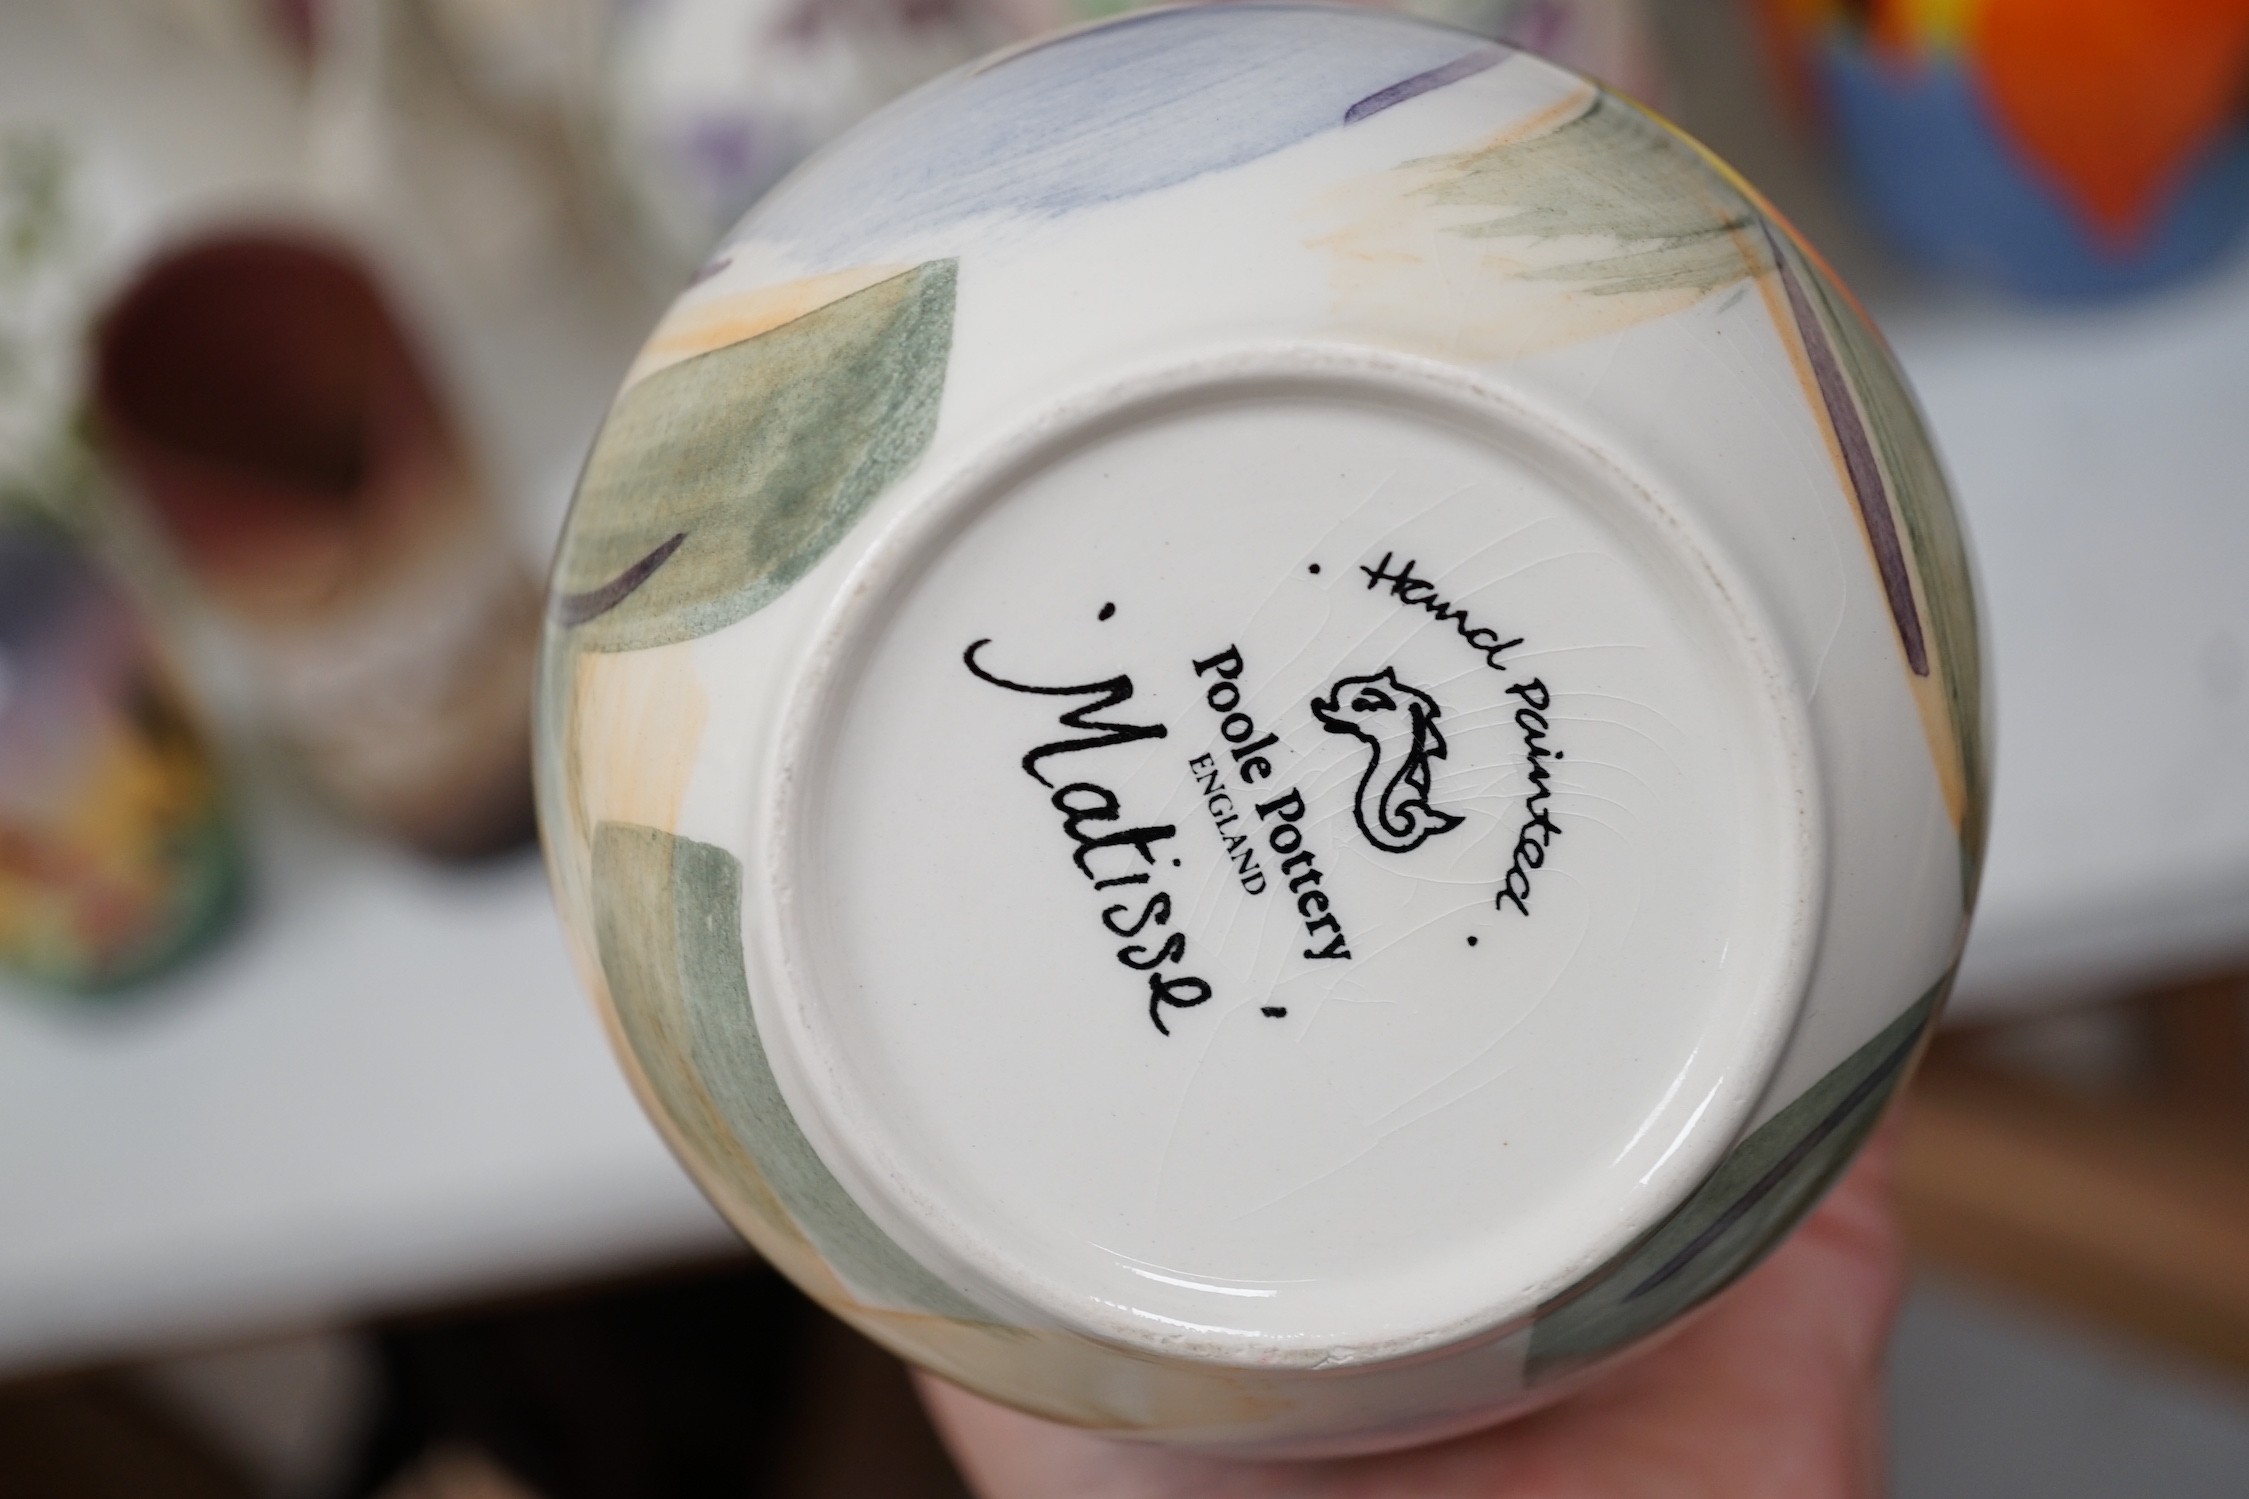 Hand Painted
Poole Pottery
ENGLAND
Matisse